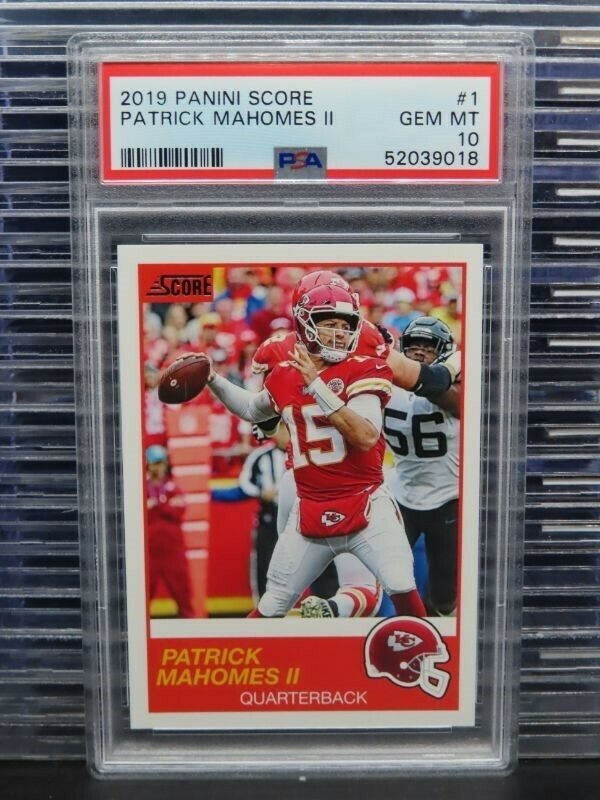 2019 PANINI SCORE #1
PATRICK MAHOMES II GEM MT
10
PSA 52039018
SCORE
15
56
PATRICK
MAHOMES II
QUARTERBACK